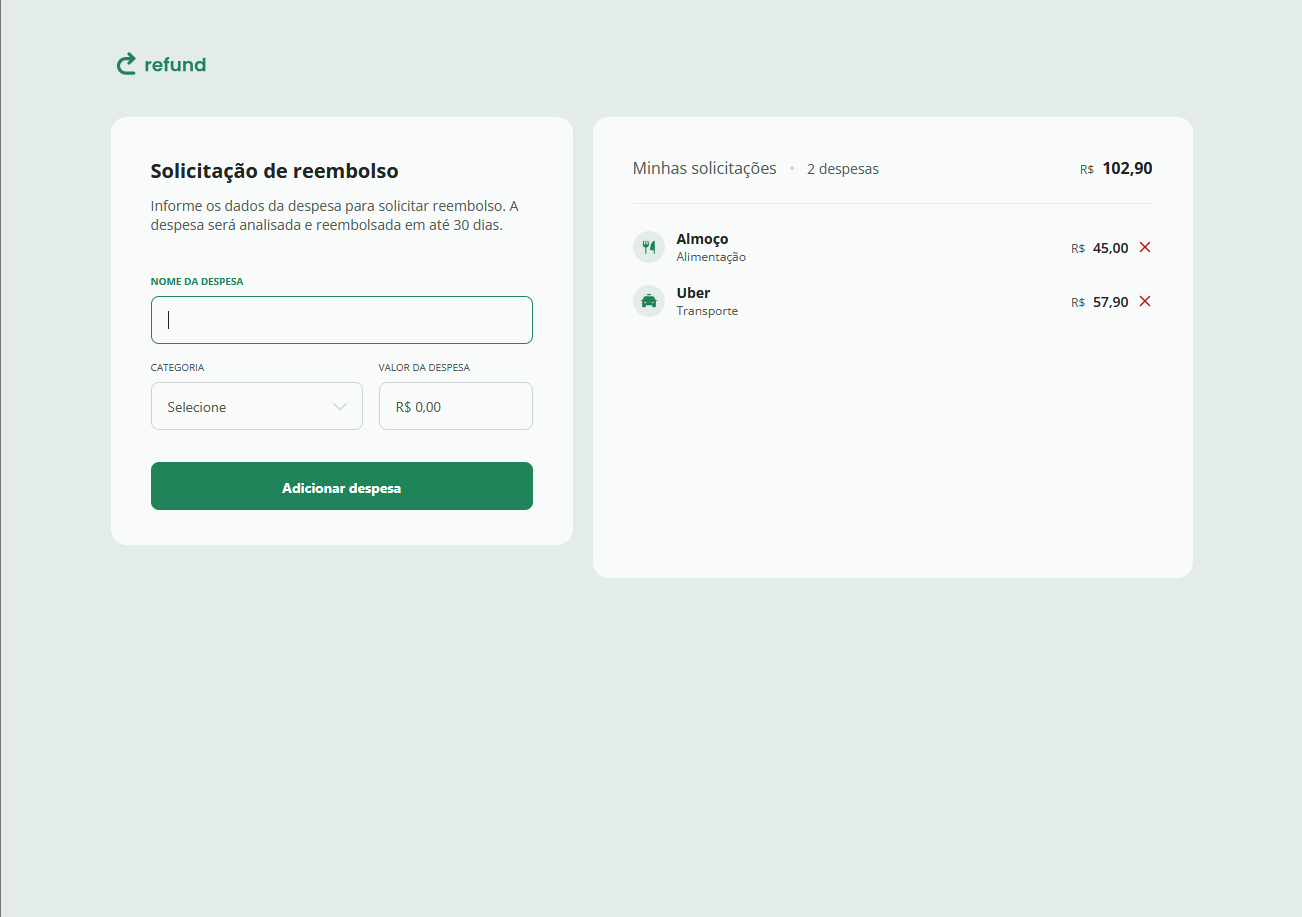 refund
Solicitação de reembolso
Informe os dados da despesa para solicitar reembolso. A
despesa será analisada e reembolsada em até 30 dias.
NOME DA DESPESA
CATEGORIA
VALOR DA DESPESA
Selecione
R$ 0,00
Adicionar despesa
Minhas solicitações • 2 despesas R$ 102,90
Almoço
Alimentação
R$ 45,00
Uber
Transporte
R$ 57,90